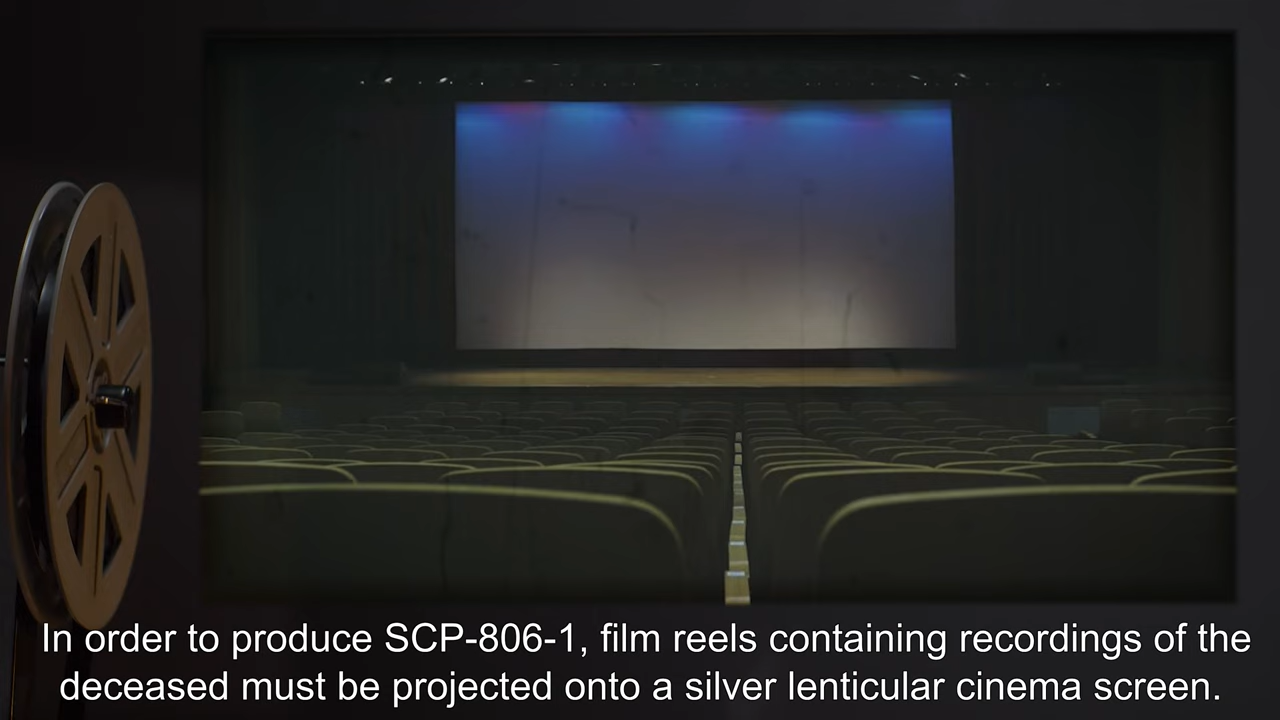 In order to produce SCP-806-1, film reels containing recordings of the
deceased must be projected onto a silver lenticular cinema screen.